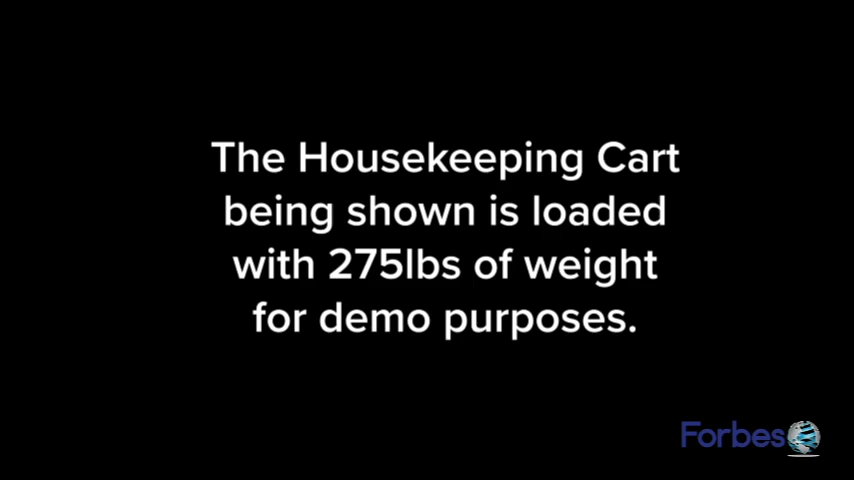 The Housekeeping Cart
being shown is loaded
with 275lbs of weight
for demo purposes.
Forbes